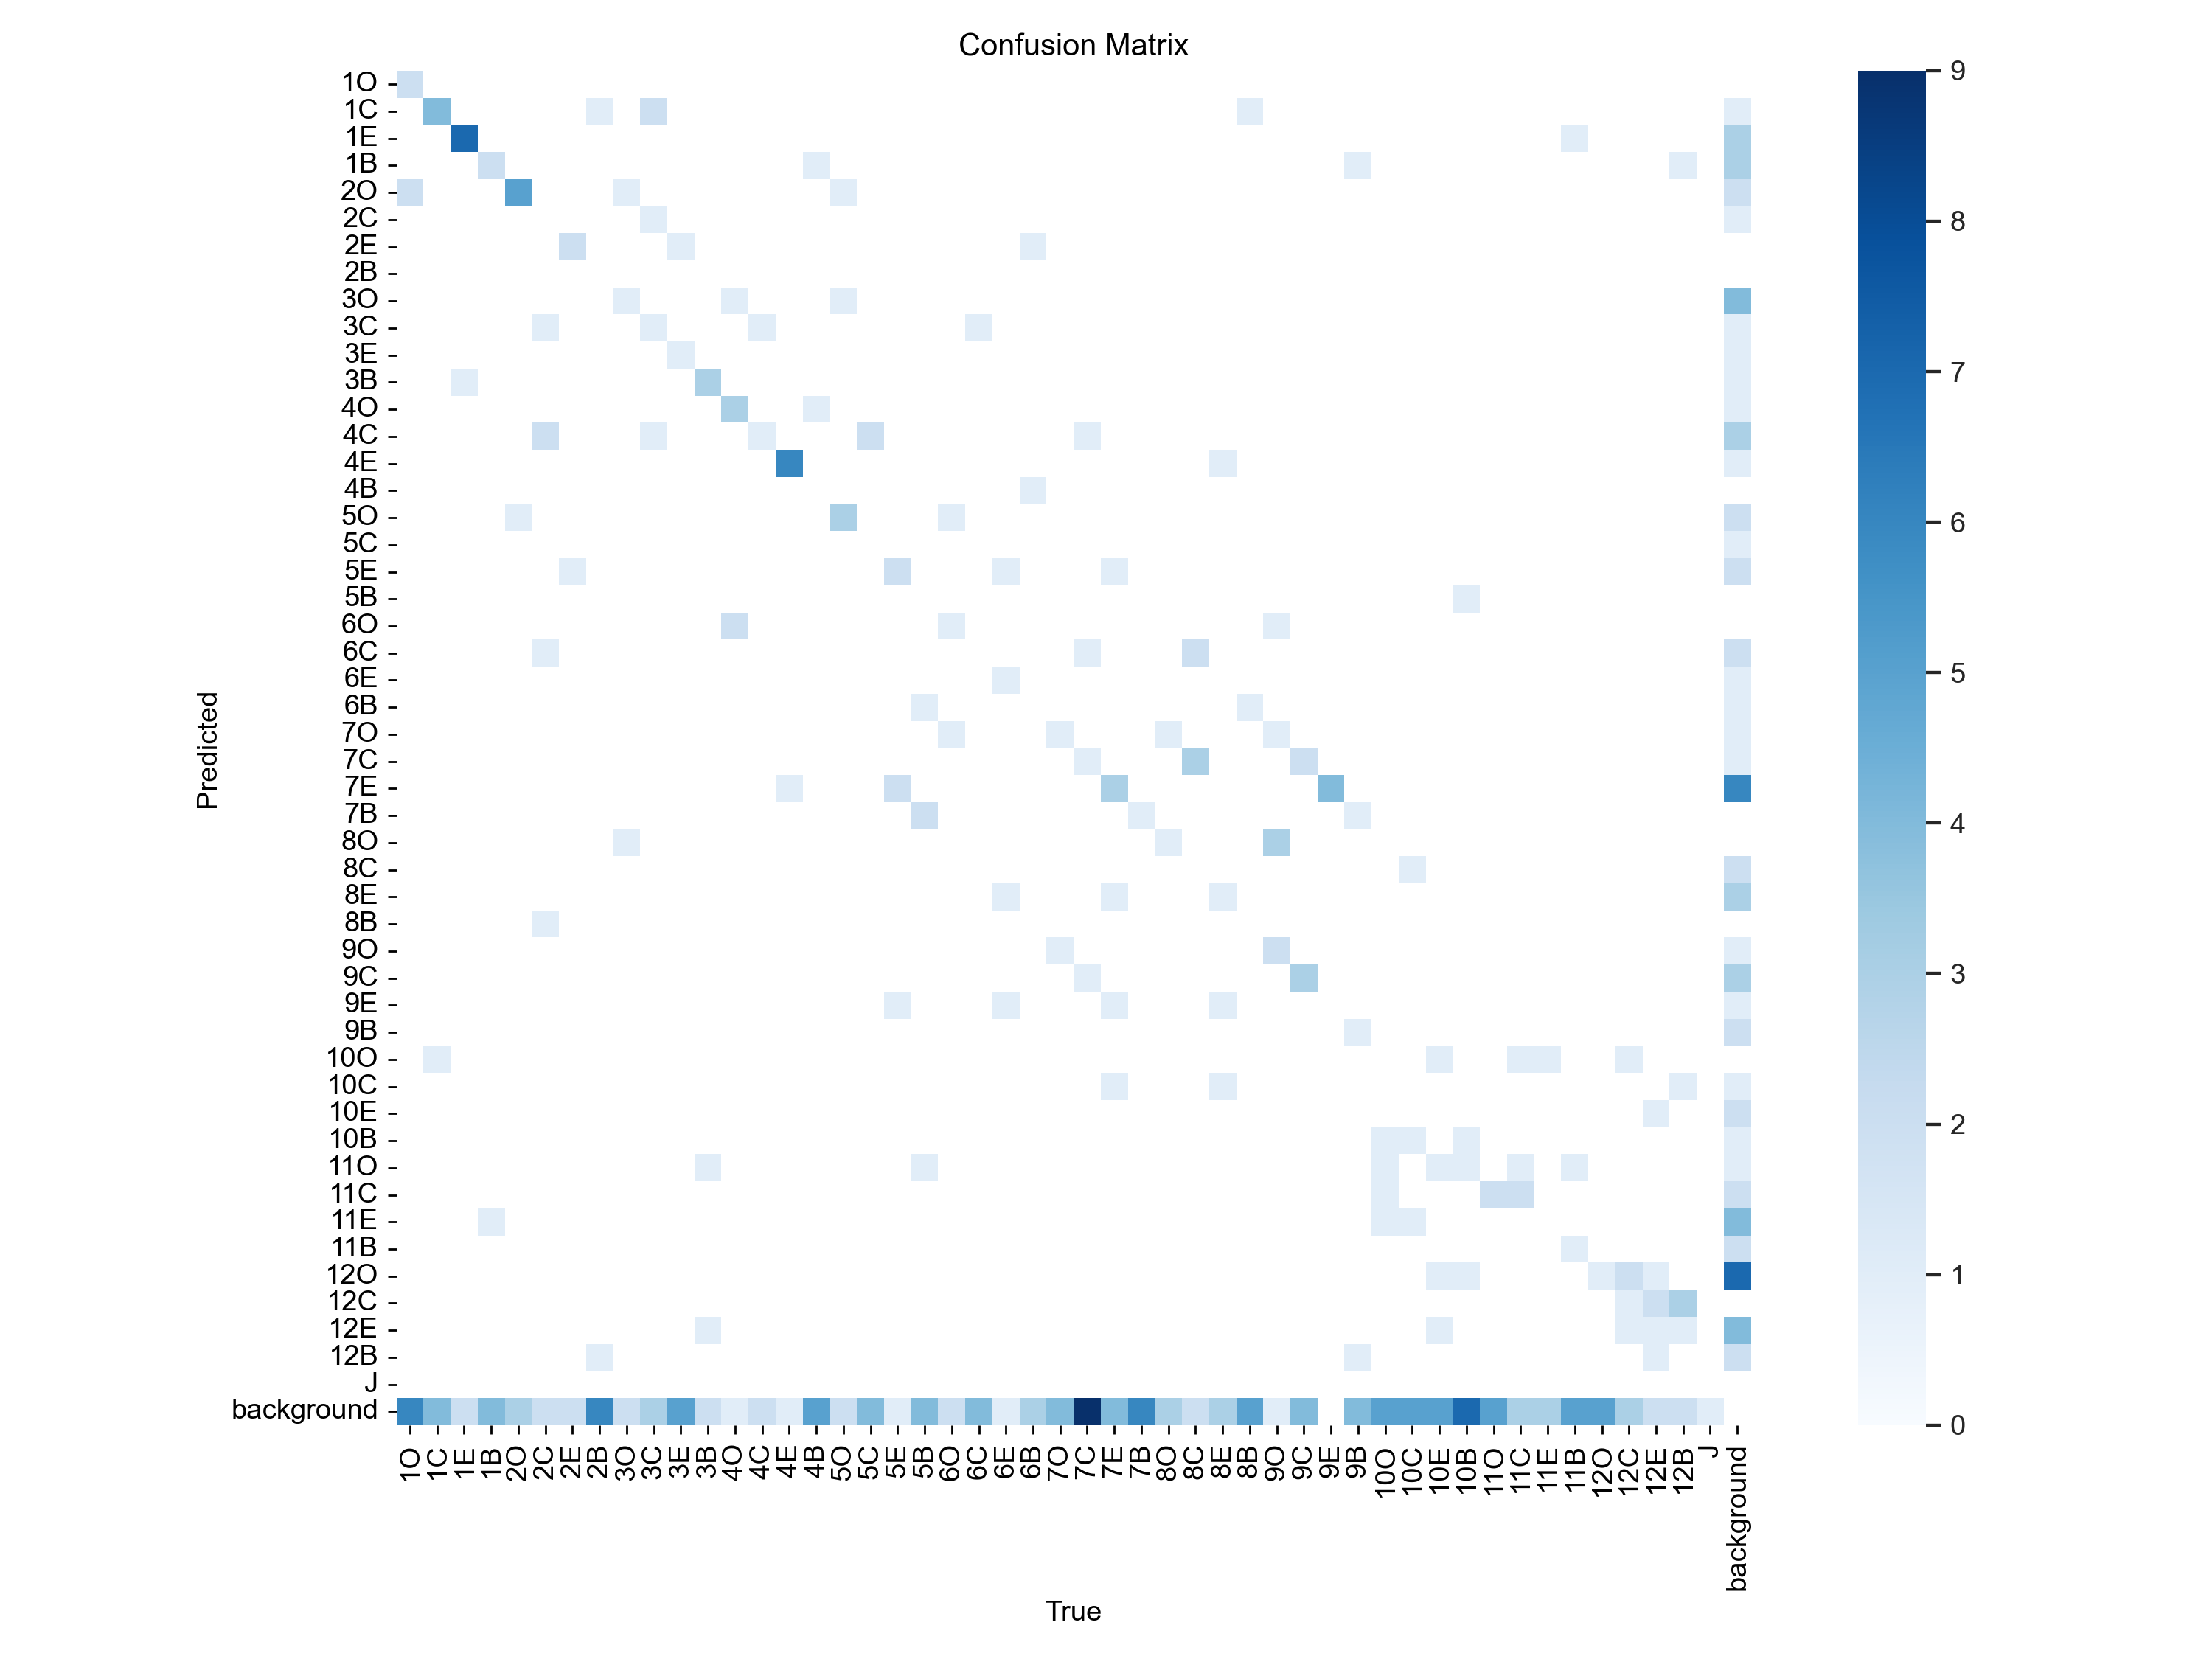 Confusion Matrix
Predicted
1O
1C
1E
1B
2O
2C
2E
2B
3O
3C
3E
3B
4O
4C
4E
4B
5O
5C
5E
5B
6O
6C
6E
6B
7O
7C
7E
7B
8O
8C
8E
8B
9O
9C
9E
9B
10O
10C
10E
10B
11O
11C
11E
11B
12O
12C
12E
12B
J
background
1O 1C 1E 1B 2O 2C 2E 2B 3O 3C 3E 3B 4O 4C 4E 4B 5O 5C 5E 5B 6O 6C 6E 6B 7O 7C 7E 7B 8O 8C 8E 8B 9O 9C 9E 9B 10O 10C 10E 10B 11O 11C 11E 11B 12O 12C 12E 12B J background
True
9
8
7
6
5
4
3
2
1
0